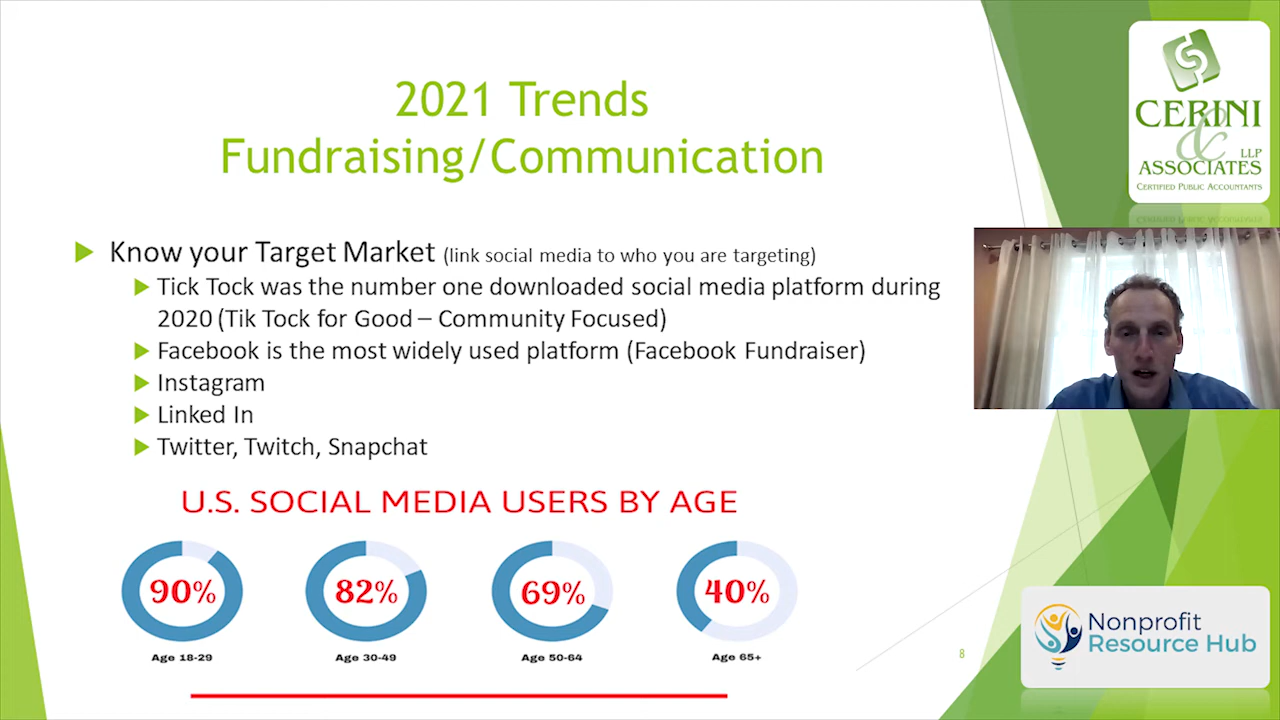 2021 Trends
Fundraising/Communication
Know your Target Market (link social media to who you are targeting)
Tick Tock was the number one downloaded social media platform during
2020 (Tik Tock for Good – Community Focused)
Facebook is the most widely used platform (Facebook Fundraiser)
Instagram
Linked In
Twitter, Twitch, Snapchat
U.S. SOCIAL MEDIA USERS BY AGE
90% 82% 69% 40%
Age 18-29 Age 30-49 Age 50-64 Age 65+
8
CERINI
&
LLP
ASSOCIATES
CERTIFIED PUBLIC ACCOUNTANTS
Nonprofit
Resource Hub